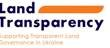 Land
Transparency
Supporting Transparent Land
Governance in Ukraine